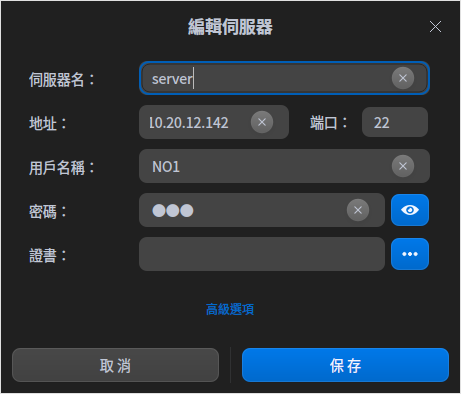 編輯伺服器
伺服器名：
server
地址：
10.20.12.142
端口：
22
用戶名稱：
NO1
密碼：
●●●
證書：
高級選項
取消
保存